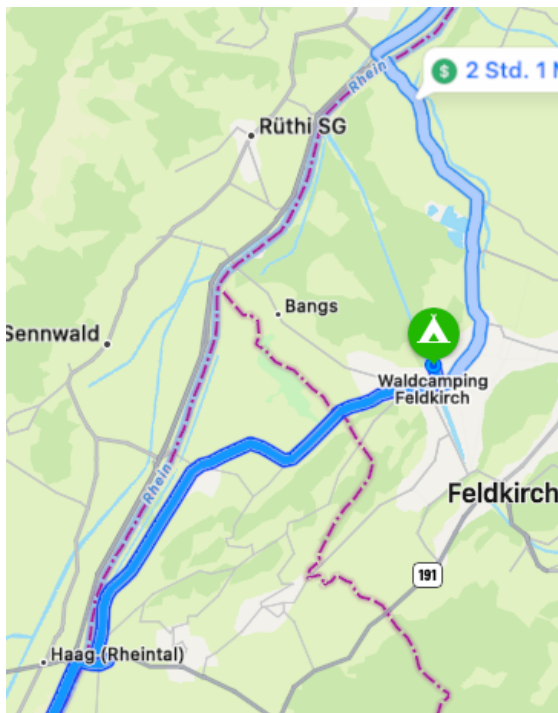 Rhein
$ 2 Std. 1
Rüthi SG
Bangs
Sennwald
Waldcamping
Feldkirch
Rhein
Feldkirch
191
Haag (Rheintal)